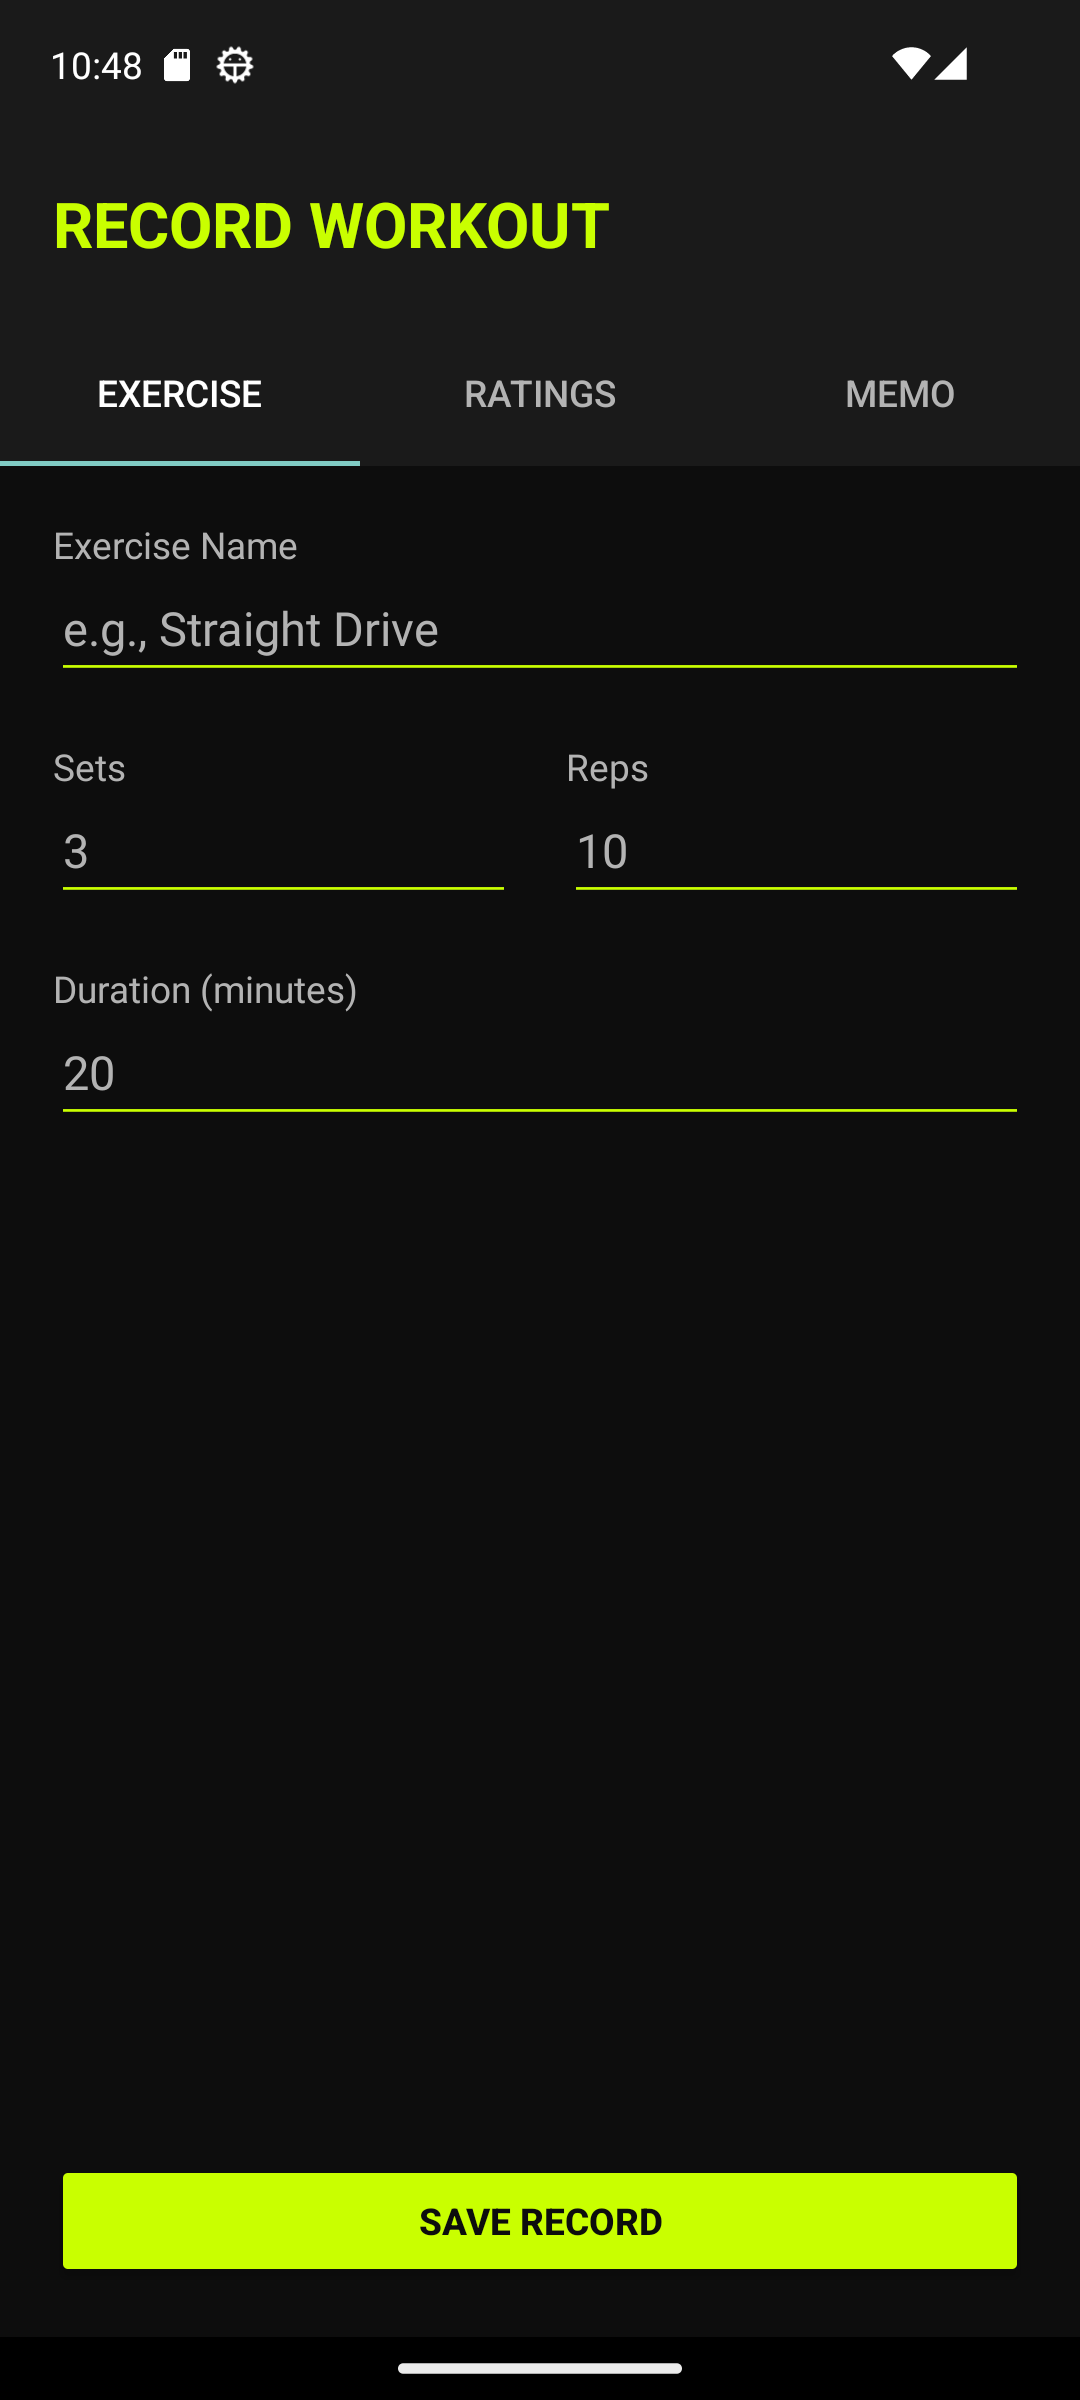 10:48
RECORD WORKOUT
EXERCISE RATINGS MEMO
Exercise Name
e.g., Straight Drive
Sets Reps
3 10
Duration (minutes)
20
SAVE RECORD